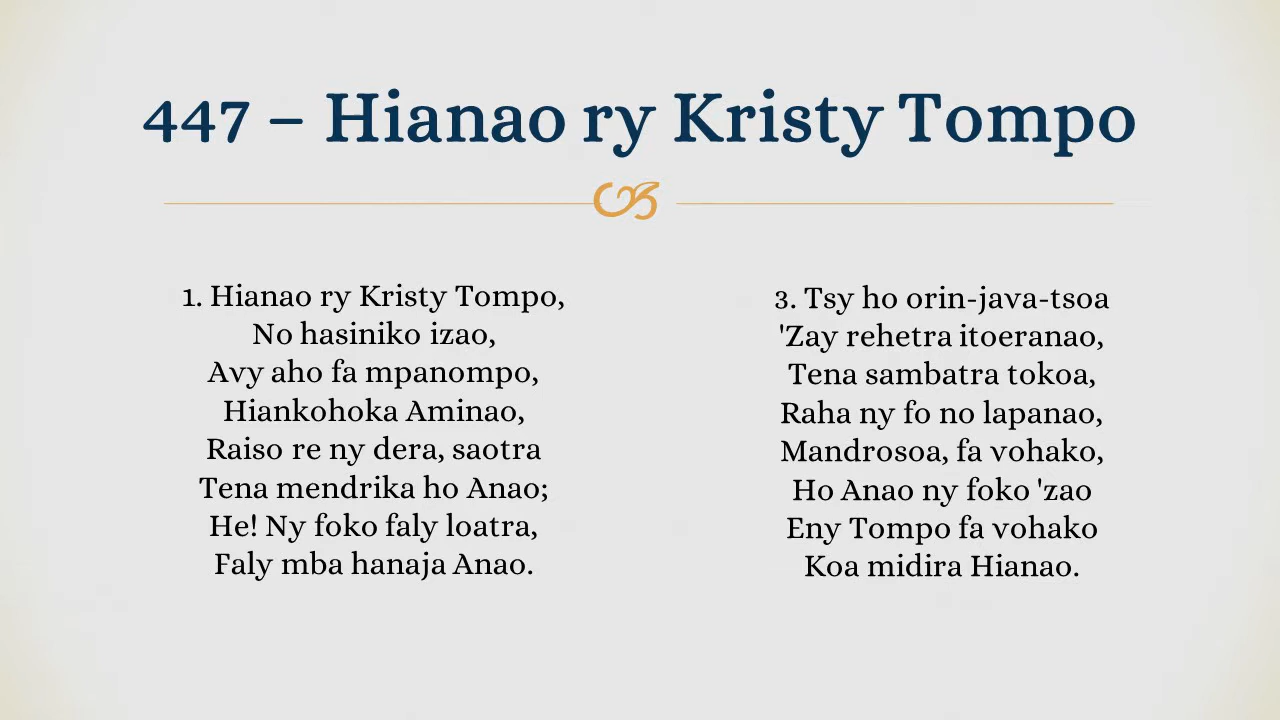 447 – Hianao ry Kristy Tompo
1. Hianao ry Kristy Tompo,
No hasiniko izao,
Avy aho fa mpanompo,
Hiankohoka Aminao,
Raiso re ny dera, saotra
Tena mendrika ho Anao;
He! Ny foko faly loatra,
Faly mba hanaja Anao.
3. Tsy ho orin-java-tsoa
'Zay rehetra itoeranao,
Tena sambatra tokoa,
Raha ny fo no lapanao,
Mandrosoa, fa vohako,
Ho Anao ny foko 'zao
Eny Tompo fa vohako
Koa midira Hianao.